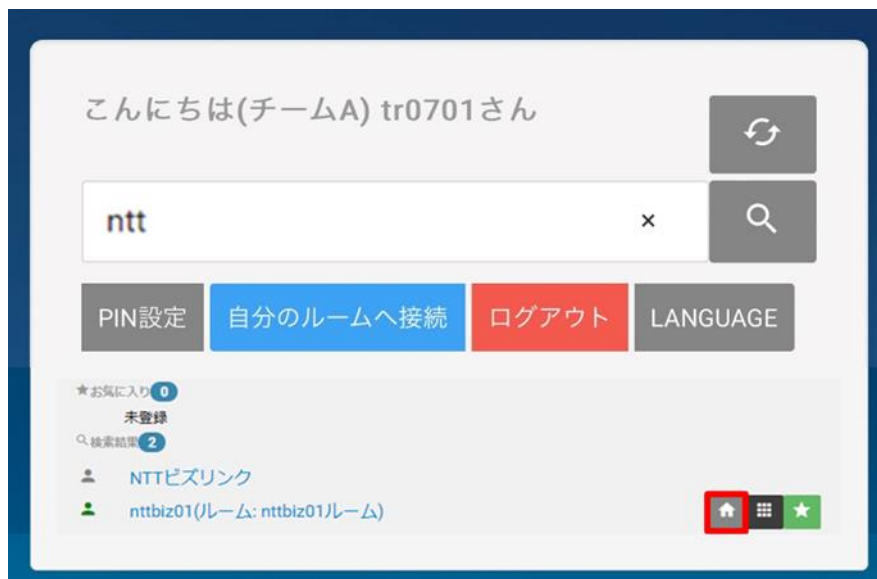 こんにちは(チームA) tr0701さん
ntt ×
PIN設定 自分のルームへ接続 ログアウト LANGUAGE
★お気に入り 0
未登録
検索結果 2
NTTビズリンク
nttbiz01(ルーム: nttbiz01ルーム)